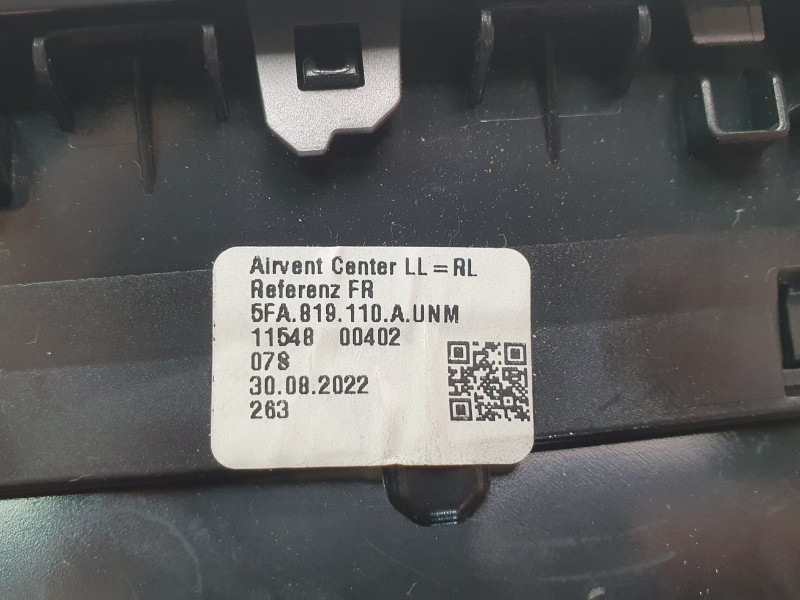 Airvent Center LL=RL
Referenz FR
5FA.819.110.A.UNM
11548 00402
078
30.08.2022
263